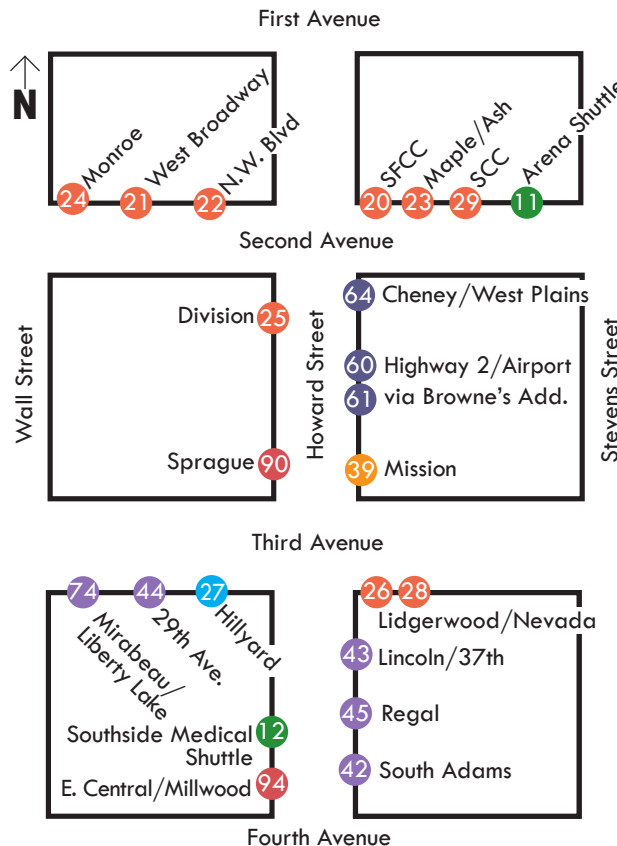 First Avenue
N
Monroe
West Broadway
N.W. Blvd
24
21
22
SFCC
Maple/Ash
SCC
Arena Shuttle
20
23
29
11
Second Avenue
Wall Street
Division 25
Sprague 90
Howard Street
64 Cheney/West Plains
60 Highway 2/Airport
61 via Browne's Add.
39 Mission
Stevens Street
Third Avenue
74
44
27
Mirabeau/
Liberty Lake
29th Ave.
Hillyard
Southside Medical 12
Shuttle
E. Central/Millwood 94
26 28
Lidgerwood/Nevada
43 Lincoln/37th
45 Regal
42 South Adams
Fourth Avenue